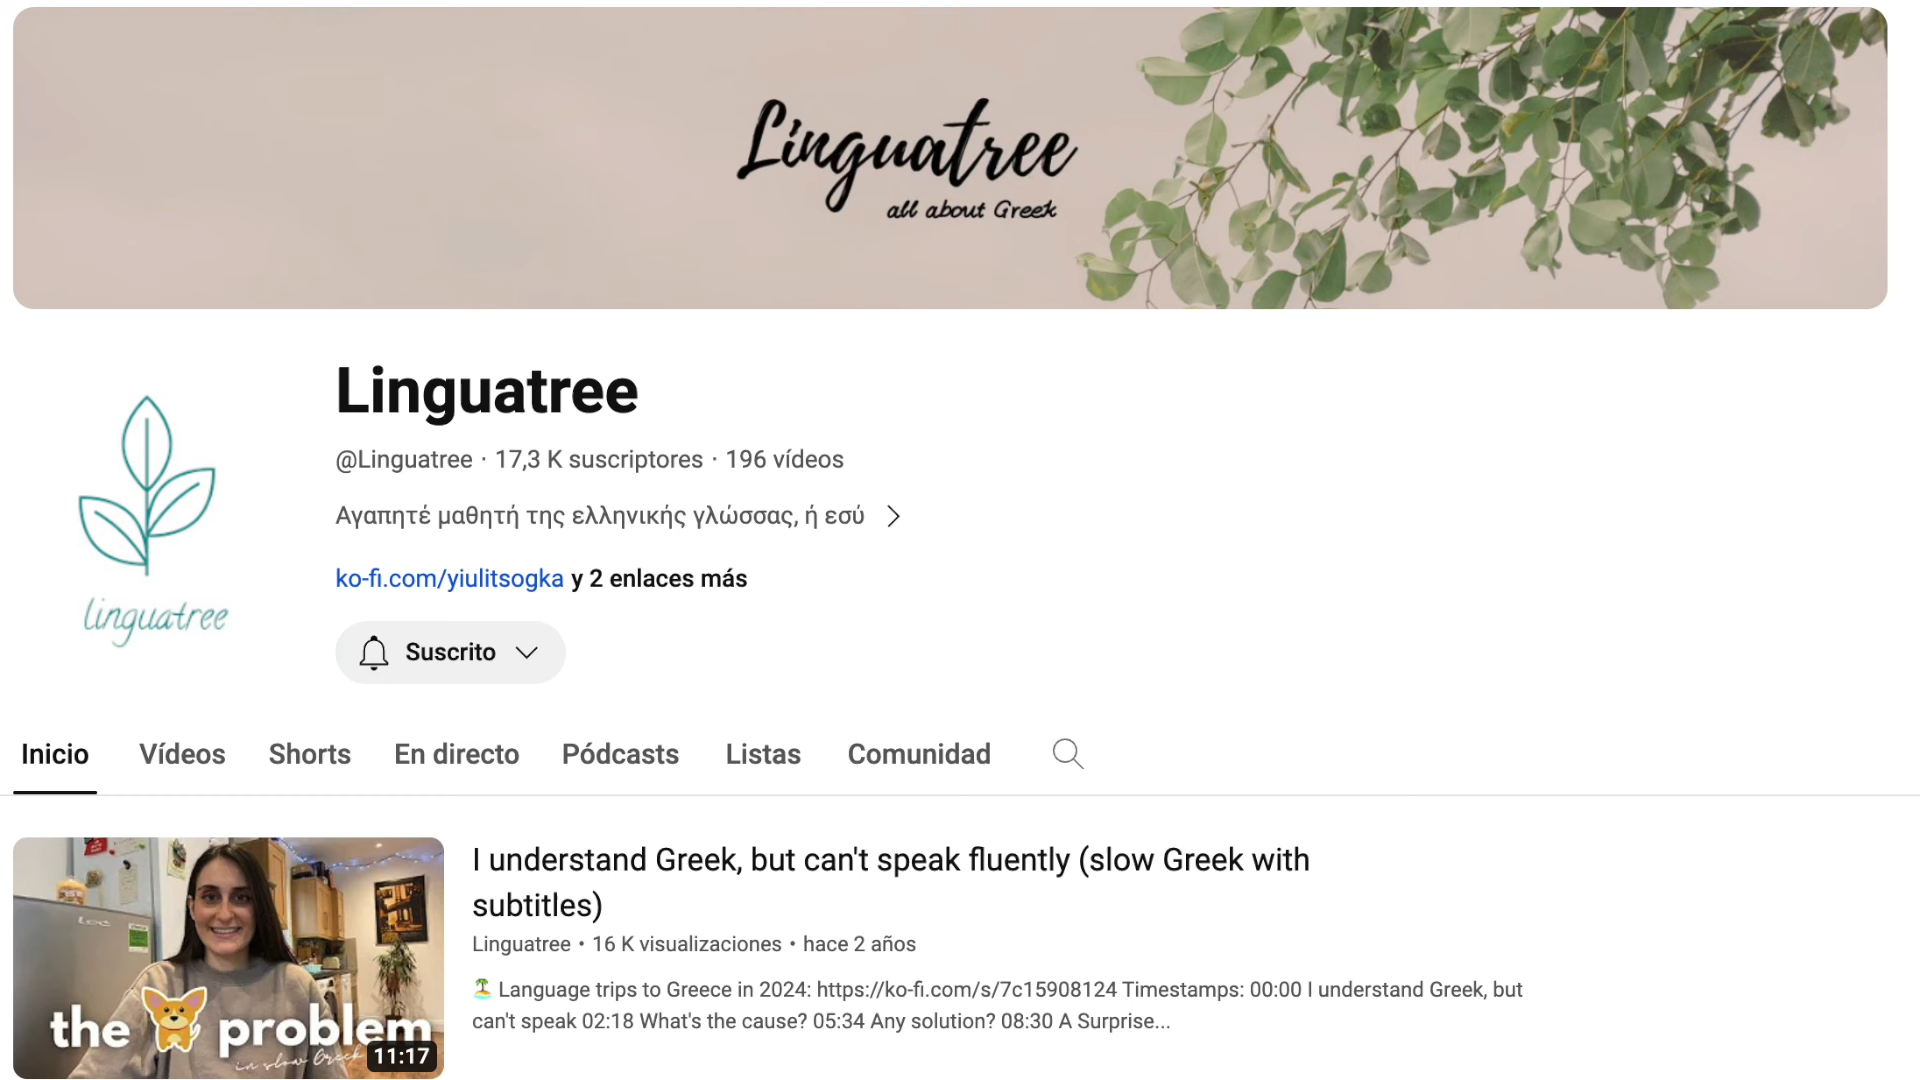 Linguatree
all about Greek
linguatree
Linguatree
@Linguatree · 17,3 K suscriptores · 196 vídeos
Αγαπητέ μαθητή της ελληνικής γλώσσας, ή εσύ
ko-fi.com/yiulitsogka y 2 enlaces más
Suscrito
Inicio Vídeos Shorts En directo Pódcasts Listas Comunidad
the problem
in slow Greek
11:17
I understand Greek, but can't speak fluently (slow Greek with
subtitles)
Linguatree • 16 K visualizaciones • hace 2 años
🏝️ Language trips to Greece in 2024: https://ko-fi.com/s/7c15908124 Timestamps: 00:00 I understand Greek, but
can't speak 02:18 What's the cause? 05:34 Any solution? 08:30 A Surprise...